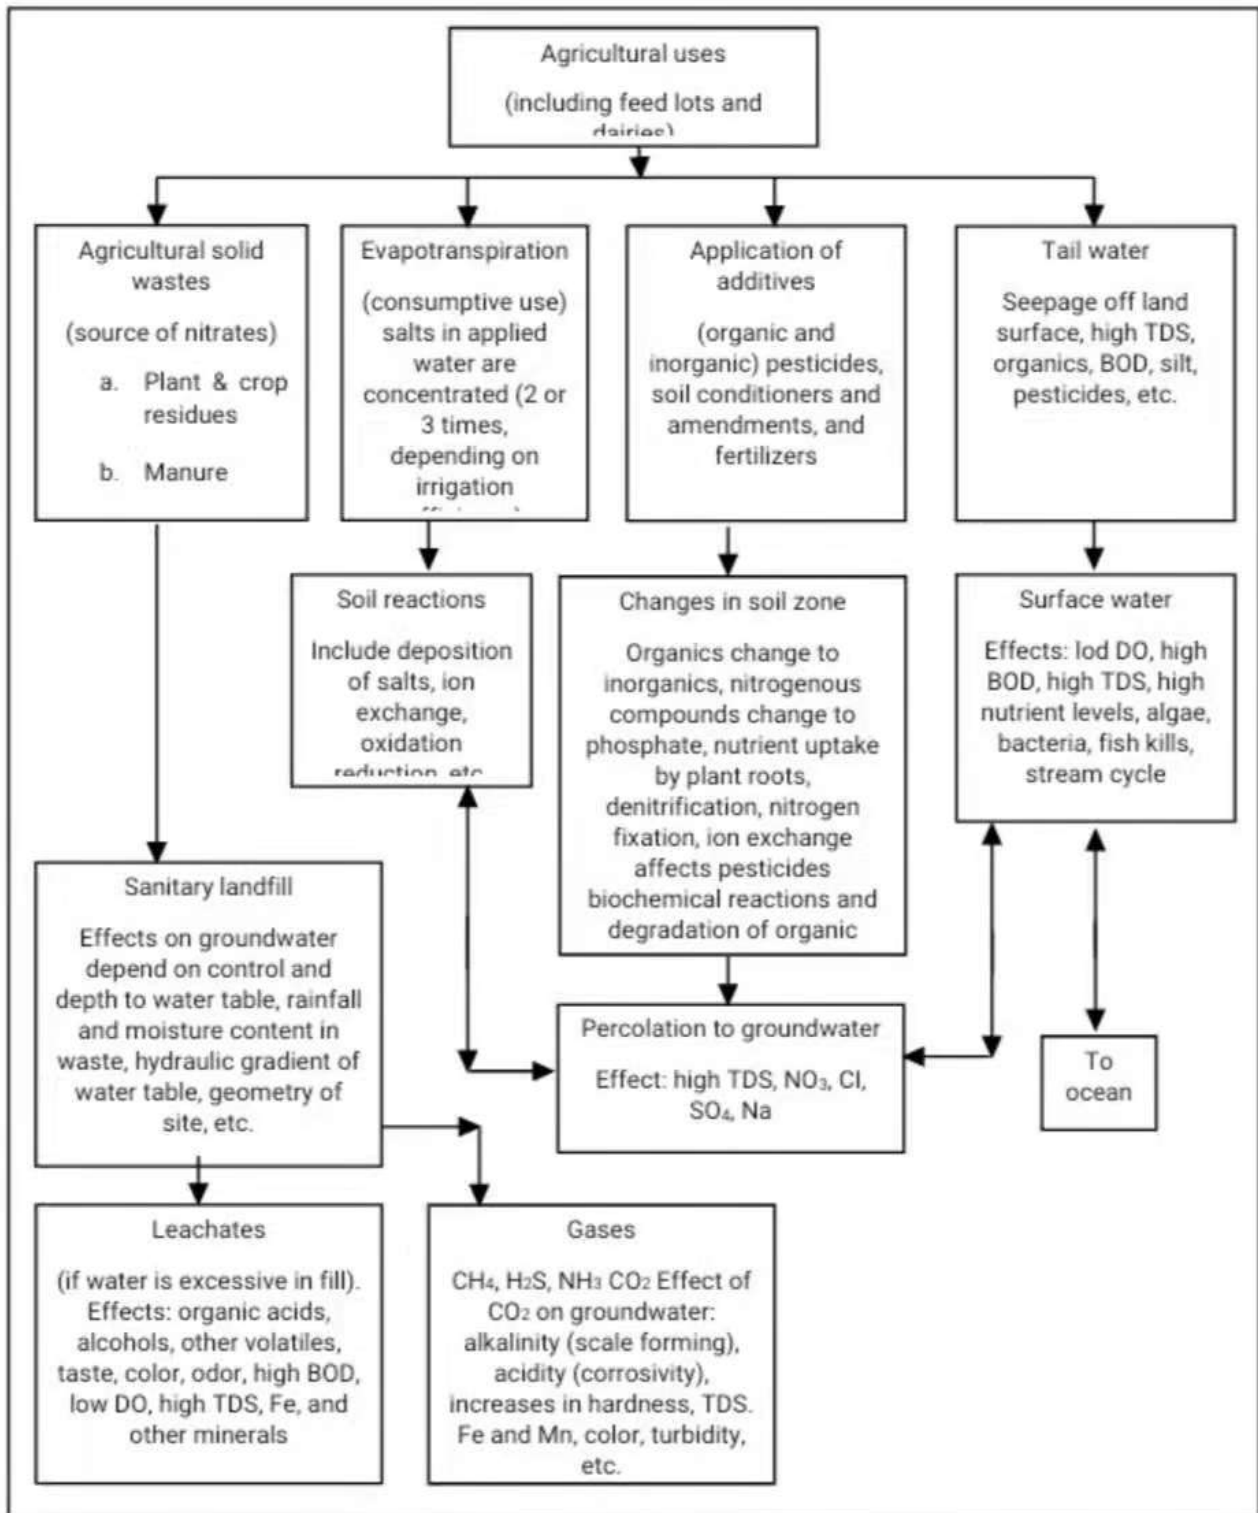 Agricultural uses
(including feed lots and
dairies)
Agricultural solid
wastes
(source of nitrates)
a. Plant & crop
residues
b. Manure
Evapotranspiration
(consumptive use)
salts in applied
water are
concentrated (2 or
3 times,
depending on
irrigation
Application of
additives
(organic and
inorganic) pesticides,
soil conditioners and
amendments, and
fertilizers
Tail water
Seepage off land
surface, high TDS,
organics, BOD, silt,
pesticides, etc.
Soil reactions
Include deposition
of salts, ion
exchange,
oxidation
reduction, etc
Changes in soil zone
Organics change to
inorganics, nitrogenous
compounds change to
phosphate, nutrient uptake
by plant roots,
denitrification, nitrogen
fixation, ion exchange
affects pesticides
biochemical reactions and
degradation of organic
Surface water
Effects: lod DO, high
BOD, high TDS, high
nutrient levels, algae,
bacteria, fish kills,
stream cycle
Sanitary landfill
Effects on groundwater
depend on control and
depth to water table, rainfall
and moisture content in
waste, hydraulic gradient of
water table, geometry of
site, etc.
Percolation to groundwater
Effect: high TDS, NO₃, Cl,
SO₄, Na
To
ocean
Leachates
(if water is excessive in fill).
Effects: organic acids,
alcohols, other volatiles,
taste, color, odor, high BOD,
low DO, high TDS, Fe, and
other minerals
Gases
CH₄, H₂S, NH₃ CO₂ Effect of
CO₂ on groundwater:
alkalinity (scale forming),
acidity (corrosivity),
increases in hardness, TDS.
Fe and Mn, color, turbidity,
etc.